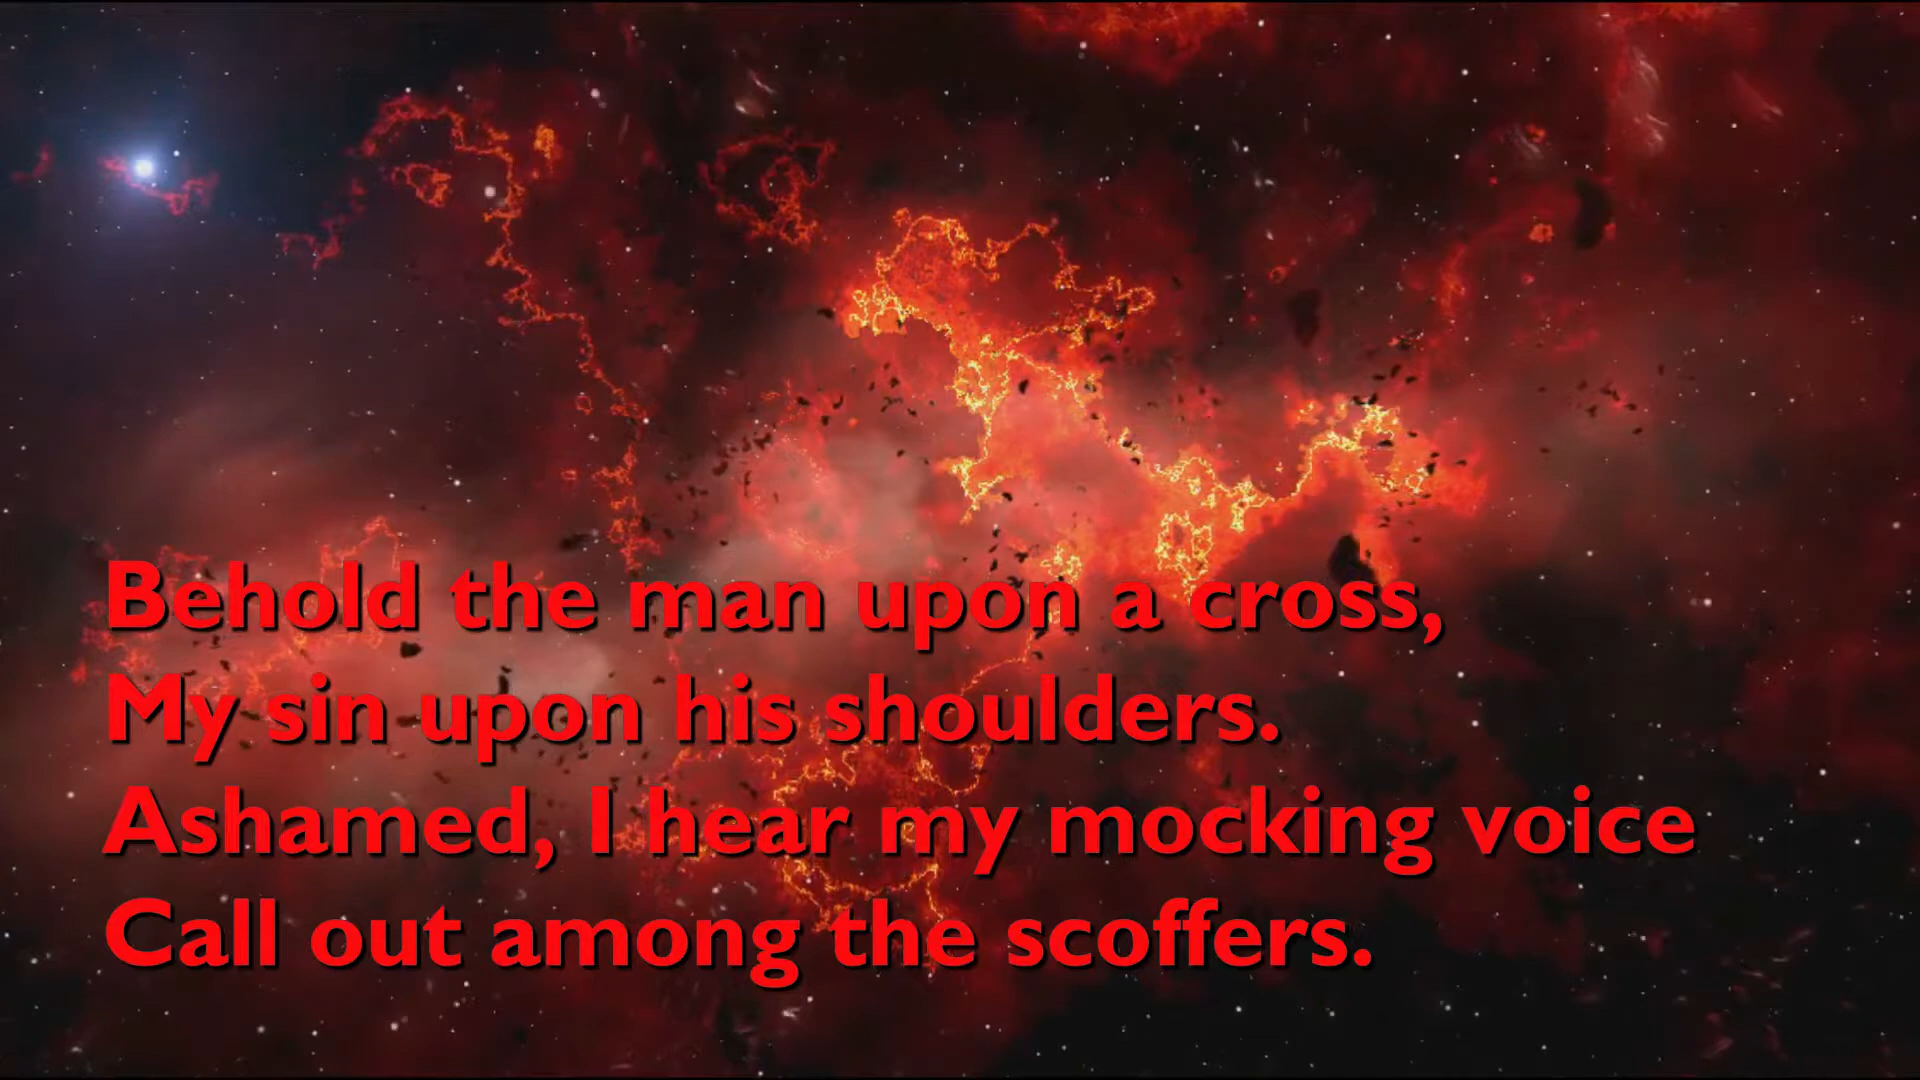 Behold the man upon a cross,
My sin upon his shoulders.
Ashamed, I hear my mocking voice
Call out among the scoffers.